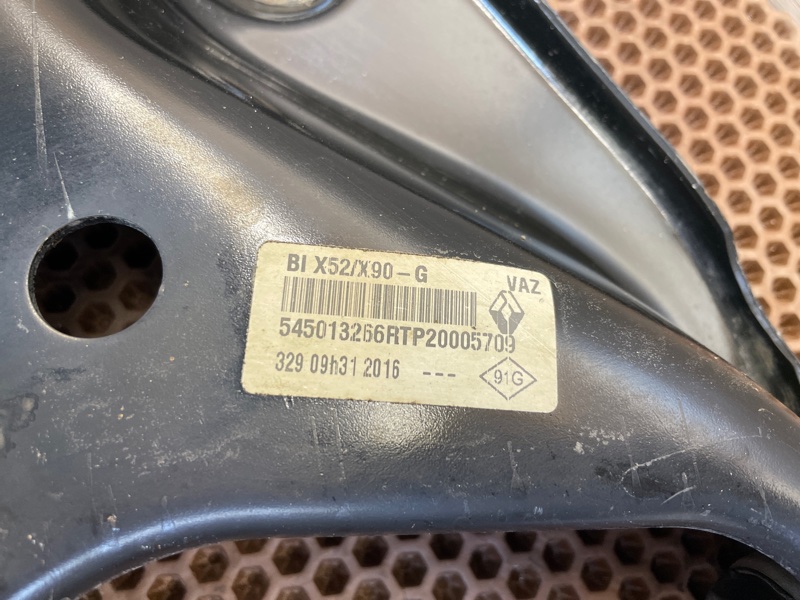 BI X52/X90-G
VAZ
545013266RTP20005709
329 09h31 2016 ---
91G